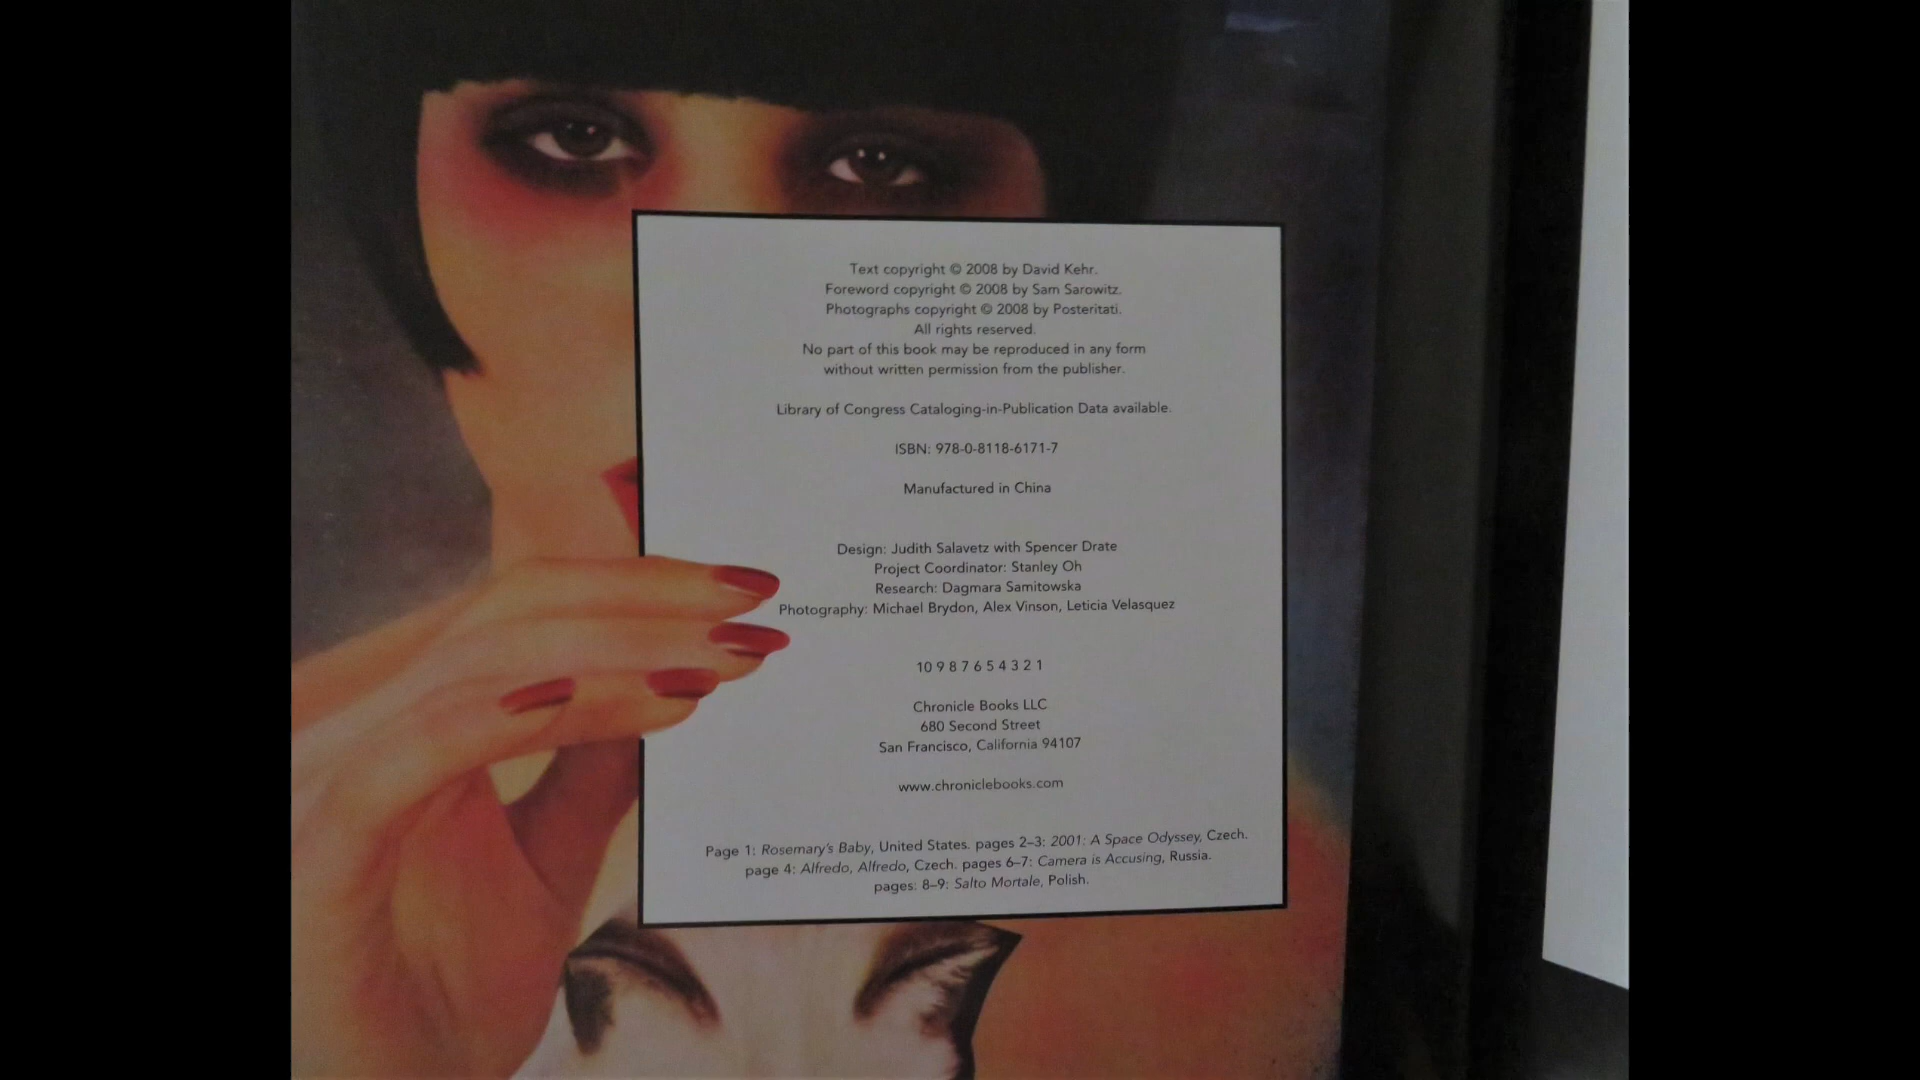 Text copyright © 2008 by David Kehr.
Foreword copyright © 2008 by Sam Sarowitz.
Photographs copyright © 2008 by Posteritati.
All rights reserved.
No part of this book may be reproduced in any form
without written permission from the publisher.
Library of Congress Cataloging-in-Publication Data available.
ISBN: 978-0-8118-6171-7
Manufactured in China
Design: Judith Salavetz with Spencer Drate
Project Coordinator: Stanley Oh
Research: Dagmara Samitowska
Photography: Michael Brydon, Alex Vinson, Leticia Velasquez
10 9 8 7 6 5 4 3 2 1
Chronicle Books LLC
680 Second Street
San Francisco, California 94107
www.chroniclebooks.com
Page 1: Rosemary's Baby, United States. pages 2–3: 2001: A Space Odyssey, Czech.
page 4: Alfredo, Alfredo, Czech. pages 6–7: Camera is Accusing, Russia.
pages: 8–9: Salto Mortale, Polish.